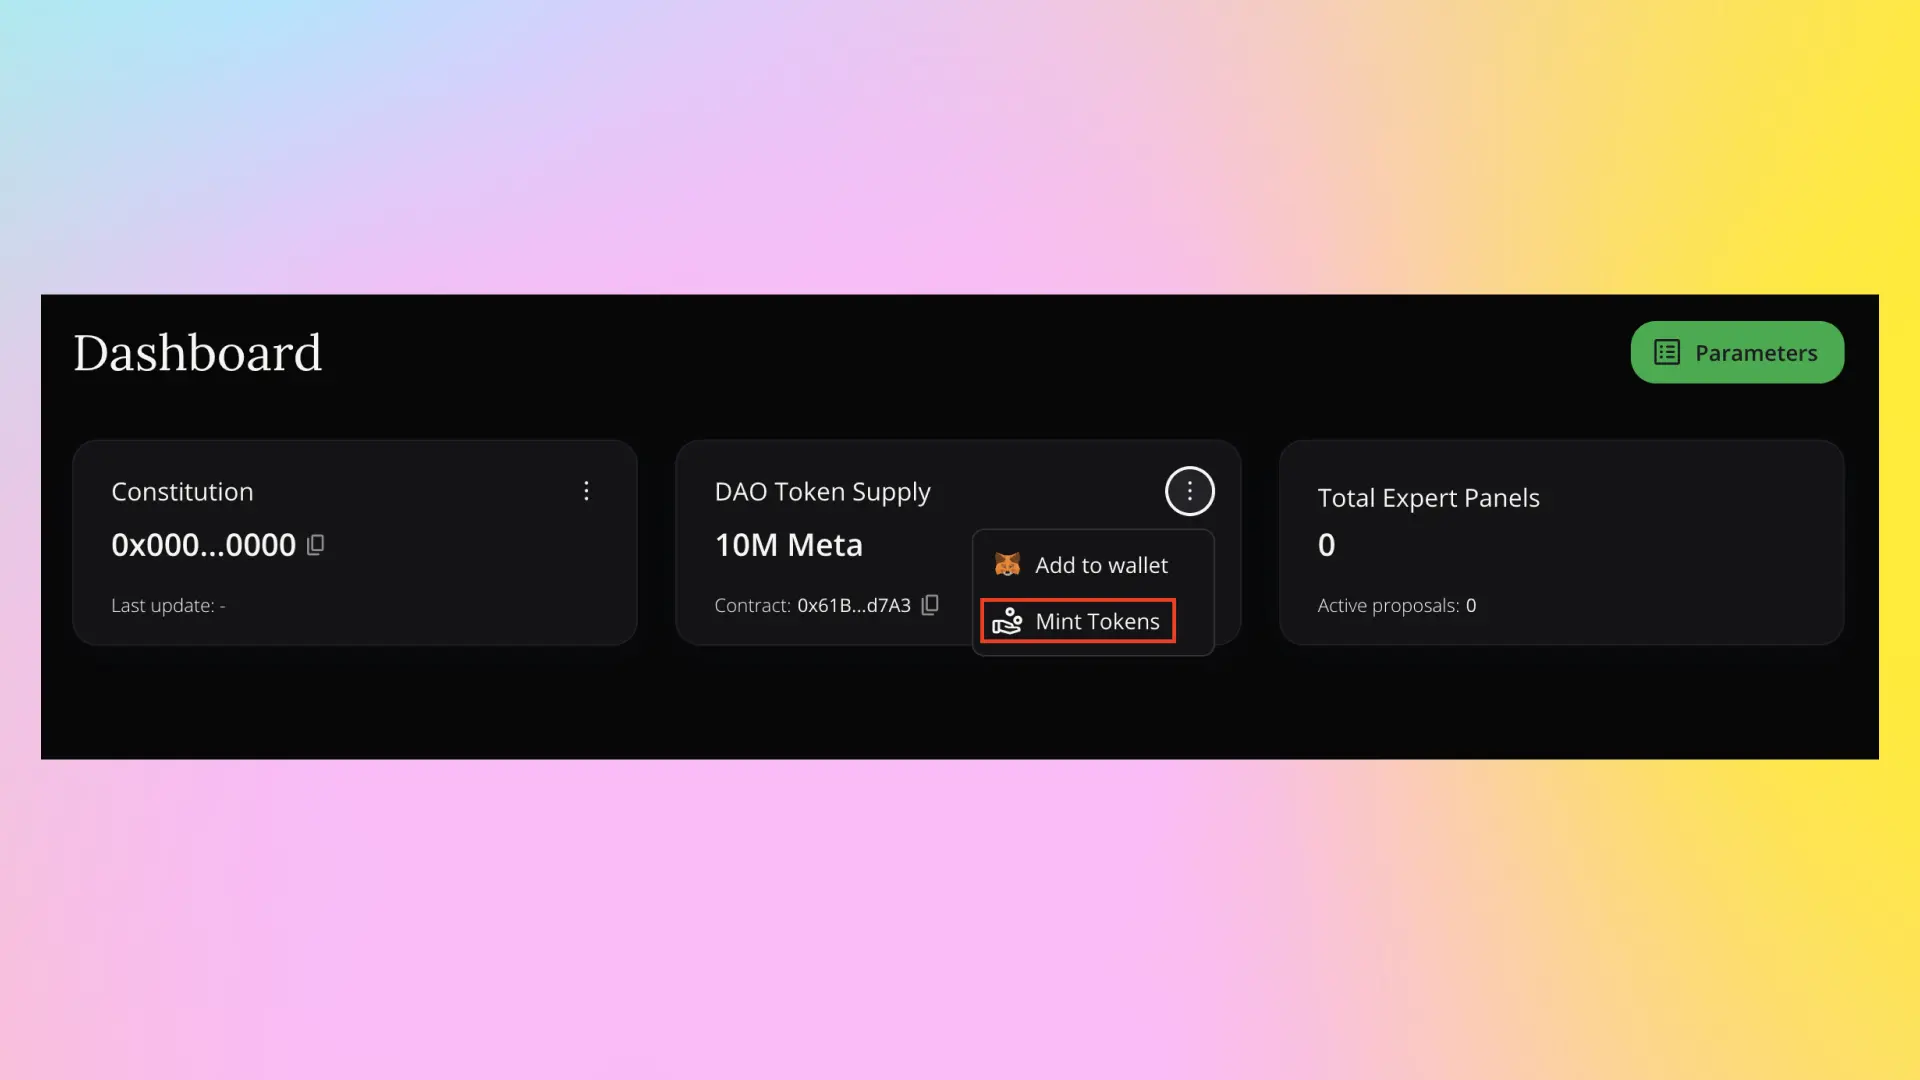 Dashboard
Parameters
Constitution
0x000...0000
Last update: -
DAO Token Supply
10M Meta
Contract: 0x61B...d7A3
Add to wallet
Mint Tokens
Total Expert Panels
0
Active proposals: 0